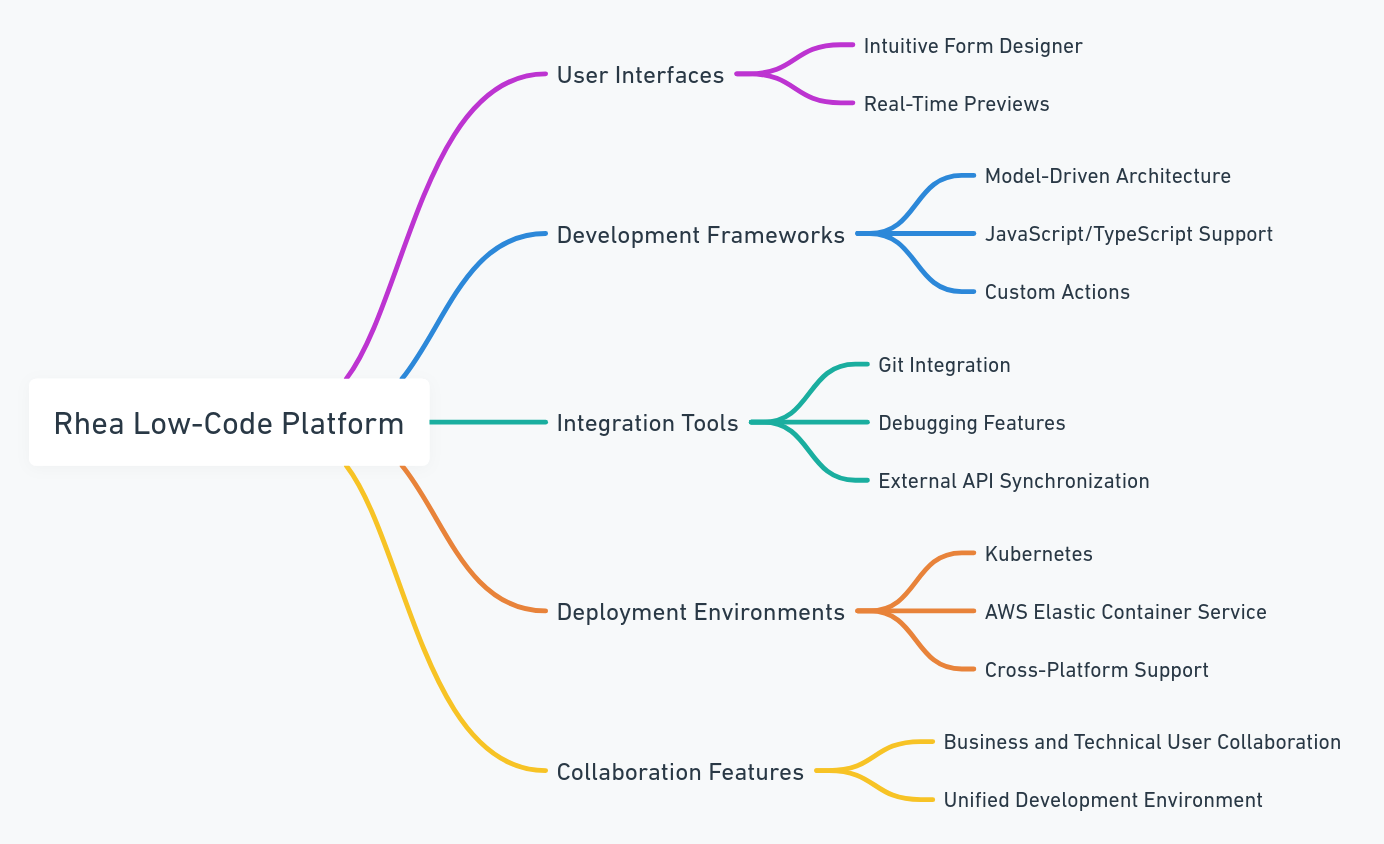 Rhea Low-Code Platform
User Interfaces
Intuitive Form Designer
Real-Time Previews
Development Frameworks
Model-Driven Architecture
JavaScript/TypeScript Support
Custom Actions
Integration Tools
Git Integration
Debugging Features
External API Synchronization
Deployment Environments
Kubernetes
AWS Elastic Container Service
Cross-Platform Support
Collaboration Features
Business and Technical User Collaboration
Unified Development Environment